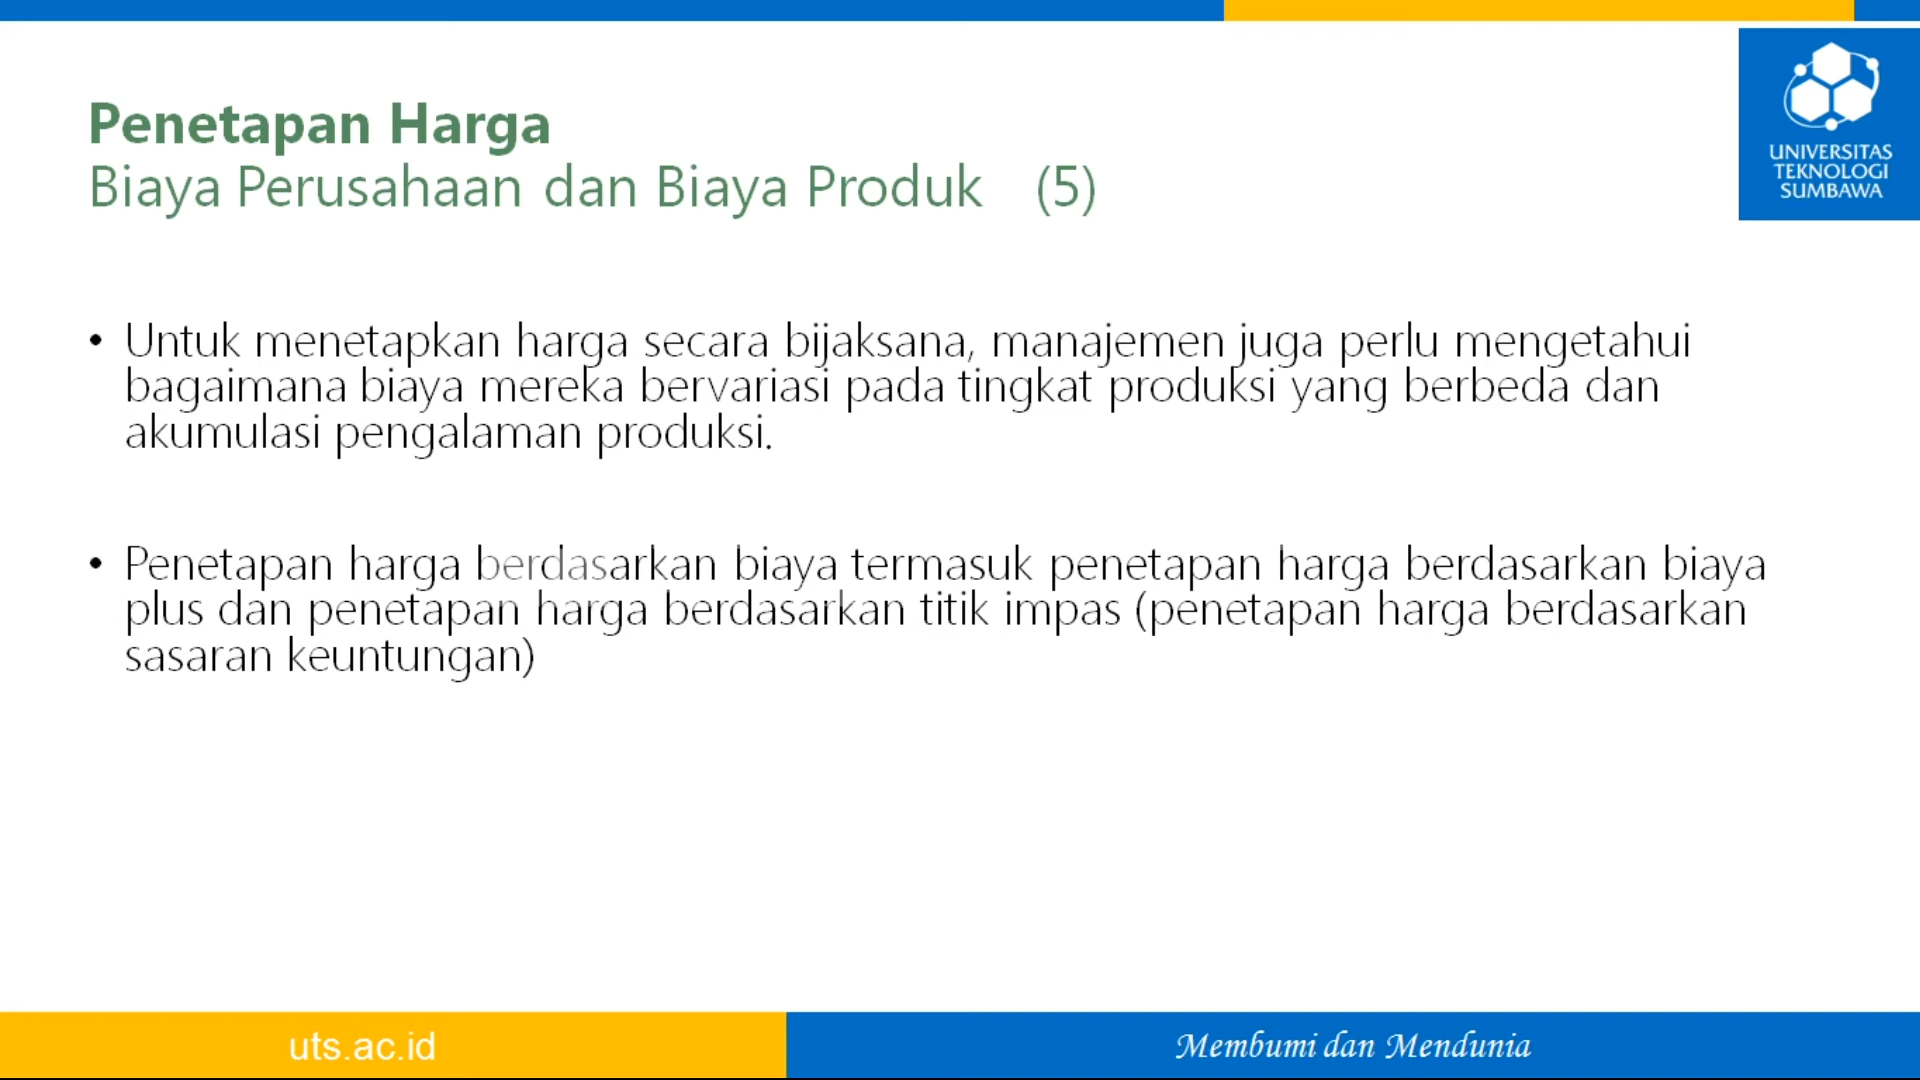 Penetapan Harga
Biaya Perusahaan dan Biaya Produk (5)
UNIVERSITAS
TEKNOLOGI
SUMBAWA
• Untuk menetapkan harga secara bijaksana, manajemen juga perlu mengetahui
bagaimana biaya mereka bervariasi pada tingkat produksi yang berbeda dan
akumulasi pengalaman produksi.
• Penetapan harga berdasarkan biaya termasuk penetapan harga berdasarkan biaya
plus dan penetapan harga berdasarkan titik impas (penetapan harga berdasarkan
sasaran keuntungan)
uts.ac.id
Membumi dan Mendunia